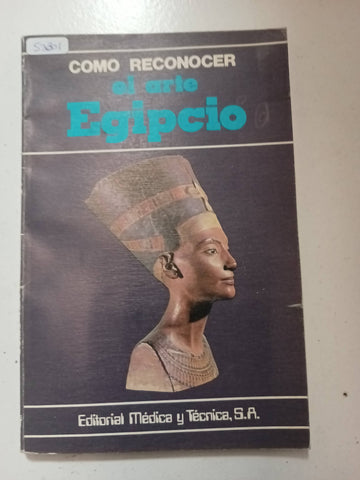 COMO RECONOCER
el arte
Egipcio
Editorial Médica y Técnica, S.A.